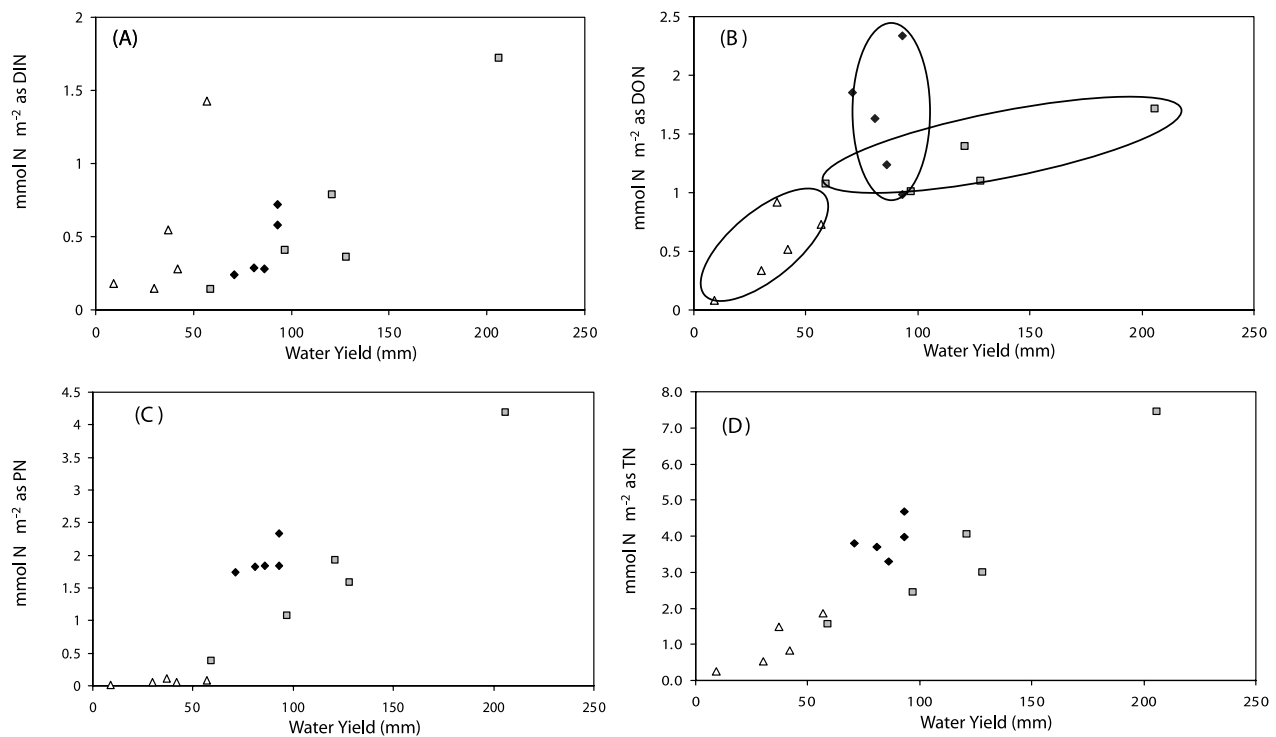 (A)
mmol N m⁻² as DIN
2
1.5
1
0.5
0
0 50 100 150 200 250
Water Yield (mm)
(B)
mmol N m⁻² as DON
2.5
2
1.5
1
0.5
0
0 50 100 150 200 250
Water Yield (mm)
(C)
mmol N m⁻² as PN
4.5
4
3.5
3
2.5
2
1.5
1
0.5
0
0 50 100 150 200 250
Water Yield (mm)
(D)
mmol N m⁻² as TN
8.0
7.0
6.0
5.0
4.0
3.0
2.0
1.0
0.0
0 50 100 150 200 250
Water Yield (mm)